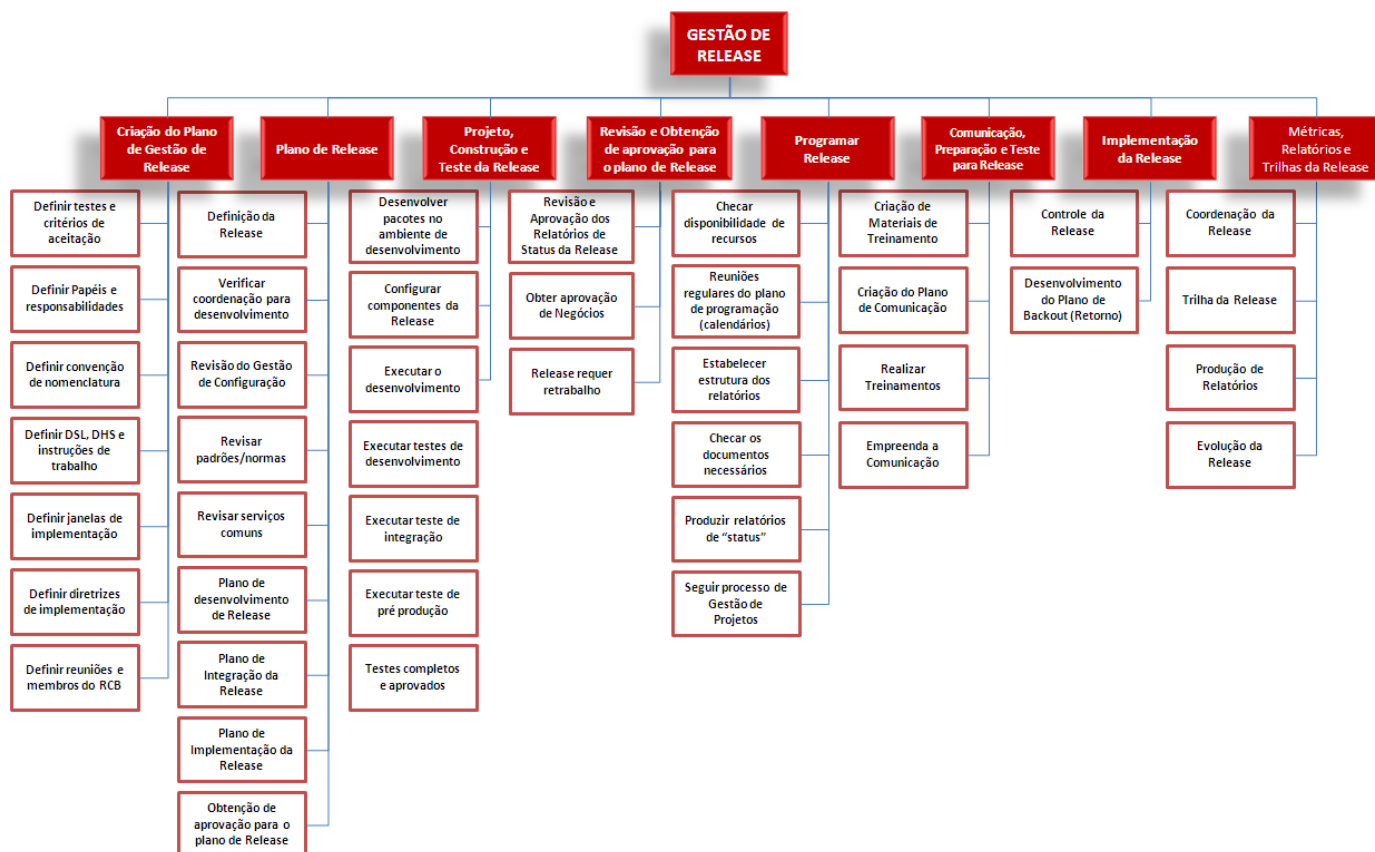 GESTÃO DE
RELEASE
Criação do Plano
de Gestão de
Release
Plano de Release
Projeto,
Construção e
Teste da Release
Revisão e Obtenção
de aprovação para
o plano de Release
Programar
Release
Comunicação,
Preparação e Teste
para Release
Implementação
da Release
Métricas,
Relatórios e
Trilhas da Release
Definir testes e
critérios de
aceitação
Definir Papéis e
responsabilidades
Definir convenção
de nomenclatura
Definir DSL, DHS e
instruções de
trabalho
Definir janelas de
implementação
Definir diretrizes
de implementação
Definir reuniões e
membros do RCB
Definição da
Release
Verificar
coordenação para
desenvolvimento
Revisão do Gestão
de Configuração
Revisar
padrões/normas
Revisar serviços
comuns
Plano de
desenvolvimento
de Release
Plano de
Integração da
Release
Plano de
Implementação da
Release
Obtenção de
aprovação para o
plano de Release
Desenvolver
pacotes no
ambiente de
desenvolvimento
Configurar
componentes da
Release
Executar o
desenvolvimento
Executar testes de
desenvolvimento
Executar teste de
integração
Executar teste de
pré produção
Testes completos
e aprovados
Revisão e
Aprovação dos
Relatórios de
Status da Release
Obter aprovação
de Negócios
Release requer
retrabalho
Checar
disponibilidade de
recursos
Reuniões
regulares do plano
de programação
(calendários)
Estabelecer
estrutura dos
relatórios
Checar os
documentos
necessários
Produzir relatórios
de “status”
Seguir processo de
Gestão de
Projetos
Criação de
Materiais de
Treinamento
Criação do Plano
de Comunicação
Realizar
Treinamentos
Empreenda a
Comunicação
Controle da
Release
Desenvolvimento
do Plano de
Backout (Retorno)
Coordenação da
Release
Trilha da Release
Produção de
Relatórios
Evolução da
Release